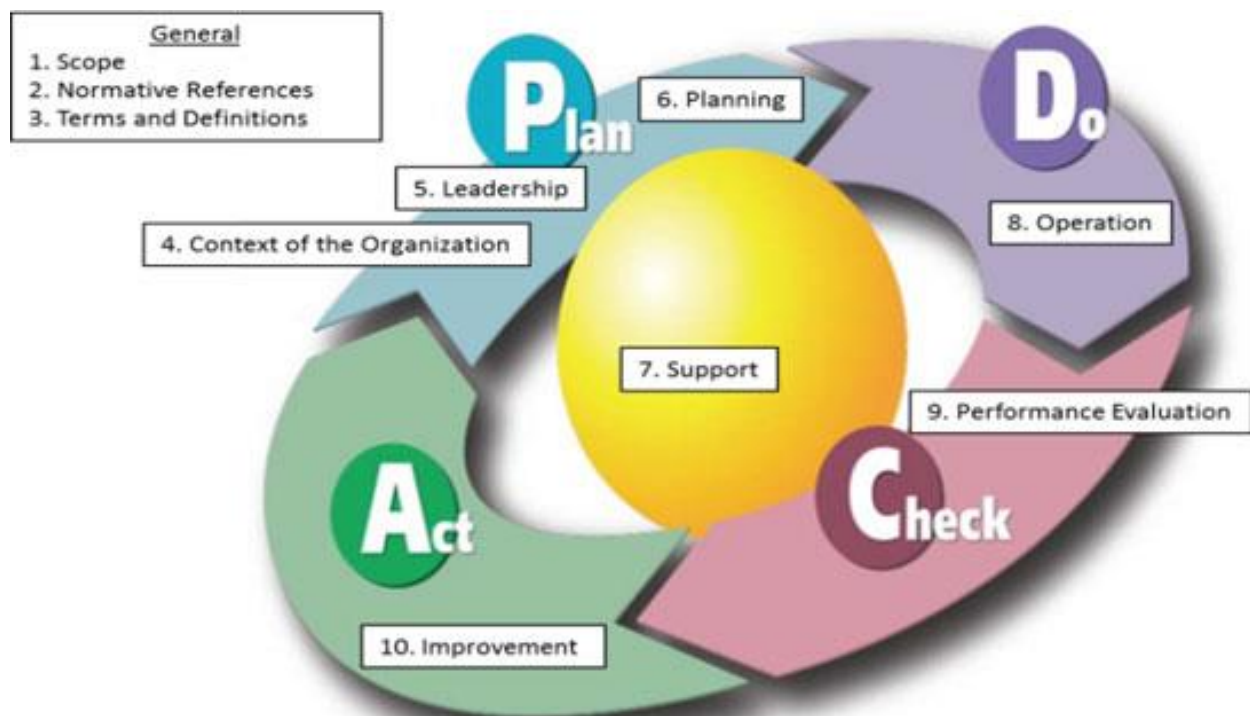 General
1. Scope
2. Normative References
3. Terms and Definitions
Plan
6. Planning
Do
5. Leadership
4. Context of the Organization
8. Operation
7. Support
9. Performance Evaluation
Check
Act
10. Improvement